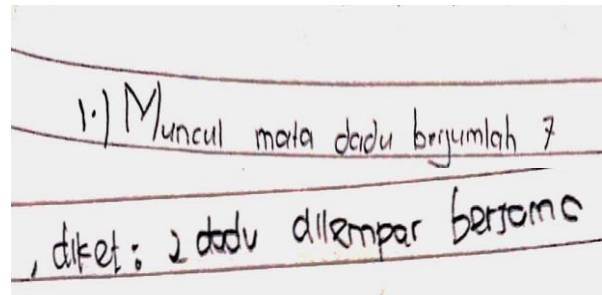 1.) Muncul mata dadu berjumlah 7
, diket : 2 dadu dilempar bersama